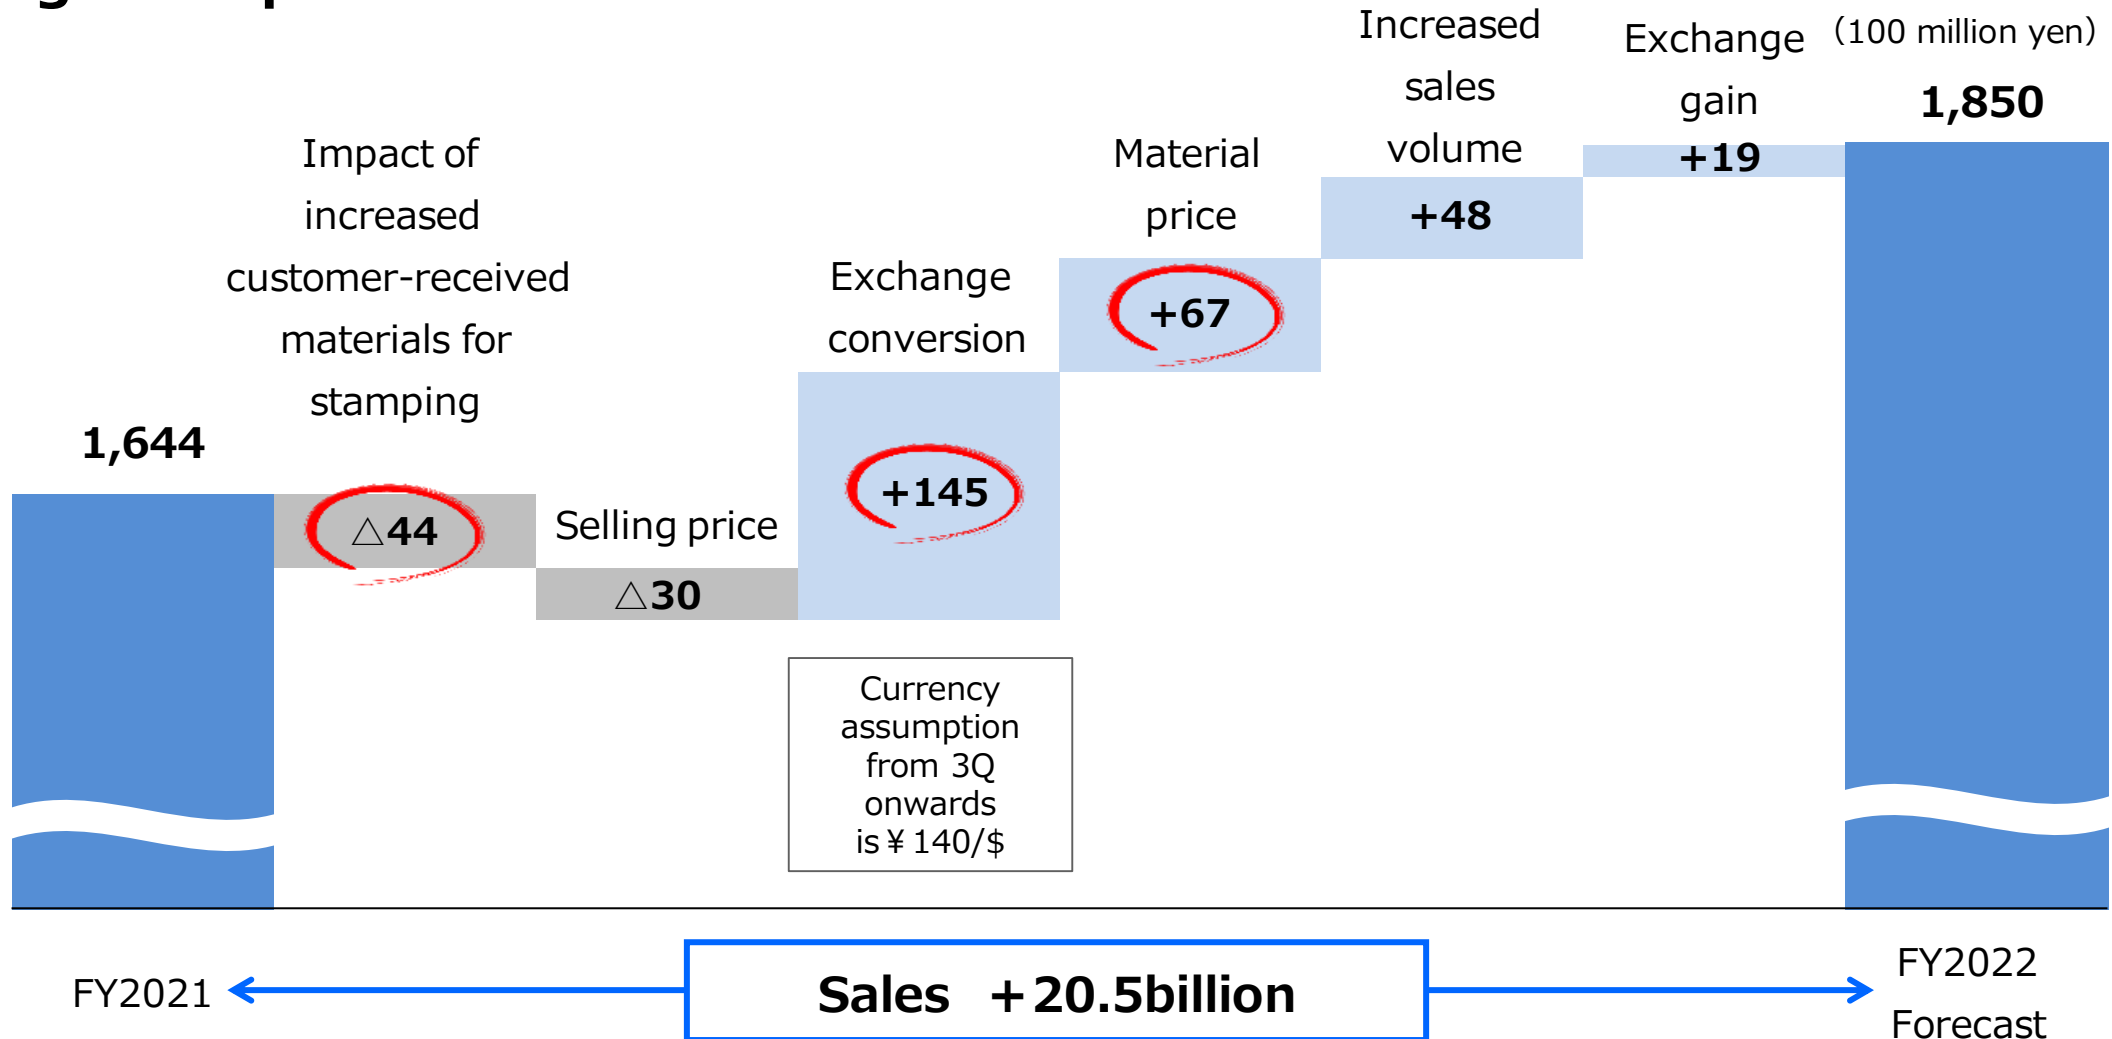 (100 million yen)
1,644
Impact of
increased
customer-received
materials for
stamping
△44
Selling price
△30
Exchange
conversion
+145
Currency
assumption
from 3Q
onwards
is ¥ 140/$
Material
price
+67
Increased
sales
volume
+48
Exchange
gain
+19
1,850
FY2021
Sales +20.5billion
FY2022
Forecast